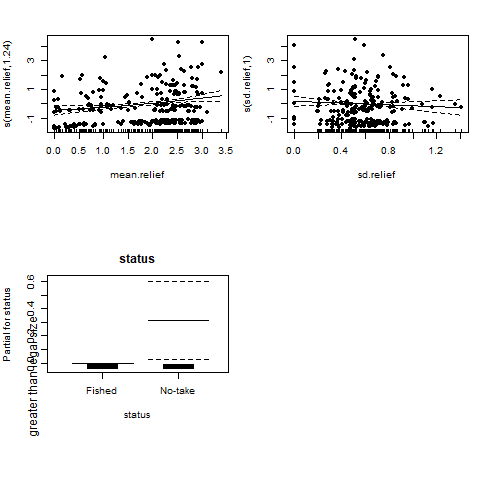 s(mean.relief,1.24)
3
1
-1
0.0 0.5 1.0 1.5 2.0 2.5 3.0 3.5
mean.relief
s(sd.relief,1)
3
1
-1
0.0 0.4 0.8 1.2
sd.relief
status
Partial for status
greater than legal size
0.6
0.4
0.2
0.0
Fished No-take
status